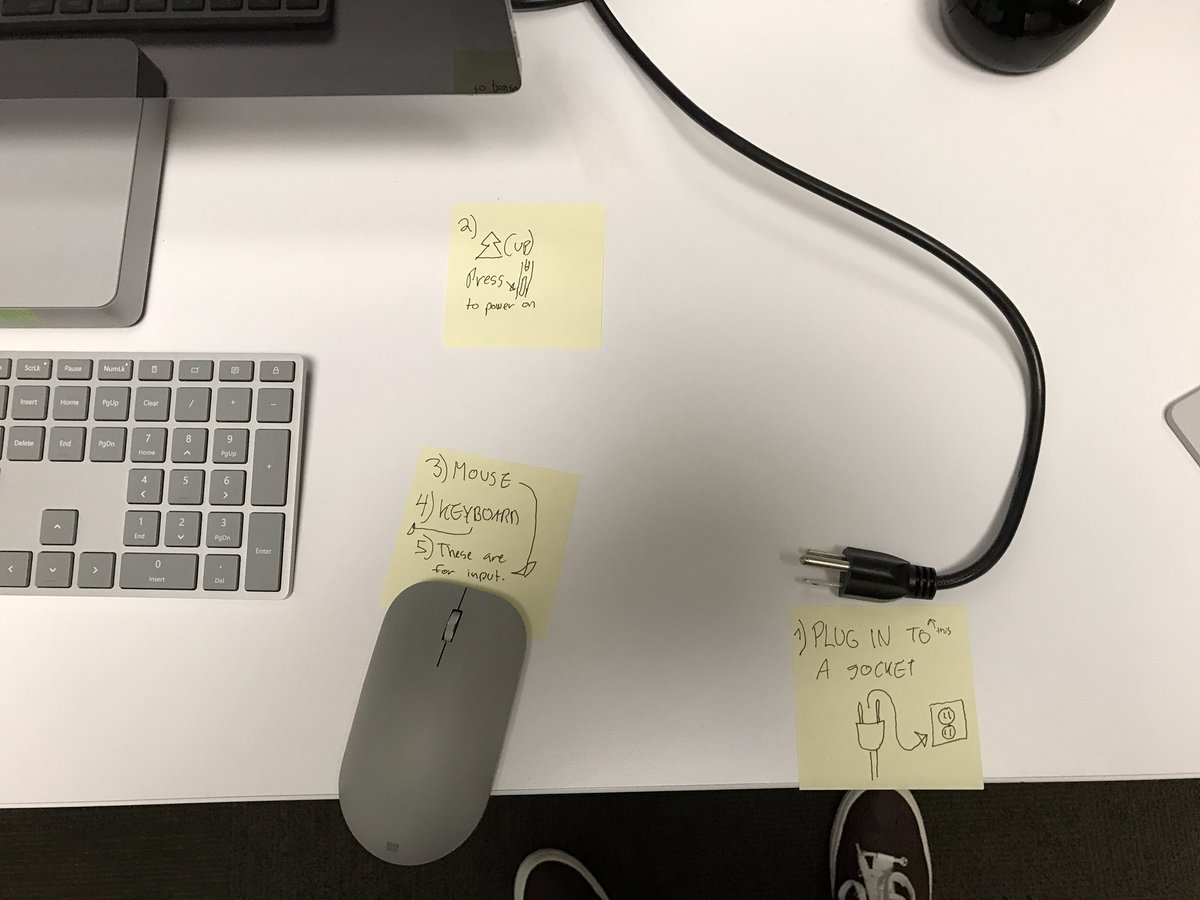 to power
2)
(UP)
Press
to power on
ScrLk
Pause
NumLk
Insert
Home
PgUp
Clear
/
*
-
Delete
End
PgDn
7
Home
8
9
PgUp
+
4
5
6
1
End
2
3
PgDn
Enter
0
Insert
.
Del
3) MOUSE
4) KEYBOARD
5) These are
for input.
1) PLUG IN TO this
A SOCKET